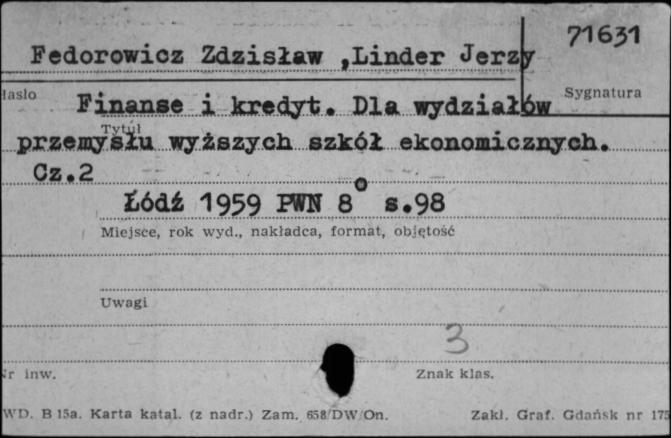 71631
Fedorowicz Zdzisław ,Linder Jerzy
Hasło
Sygnatura
Finanse i kredyt. Dla wydziałów
Tytuł
przemysłu wyższych szkół ekonomicznych.
Cz.2
Łódź 1959 PWN 8° s.98
Miejsce, rok wyd., nakładca, format, objętość
Uwagi
3
Nr inw.
Znak klas.
WD. B 15a. Karta katal. (z nadr.) Zam. 658/DW/On.
Zakł. Graf. Gdańsk nr 175